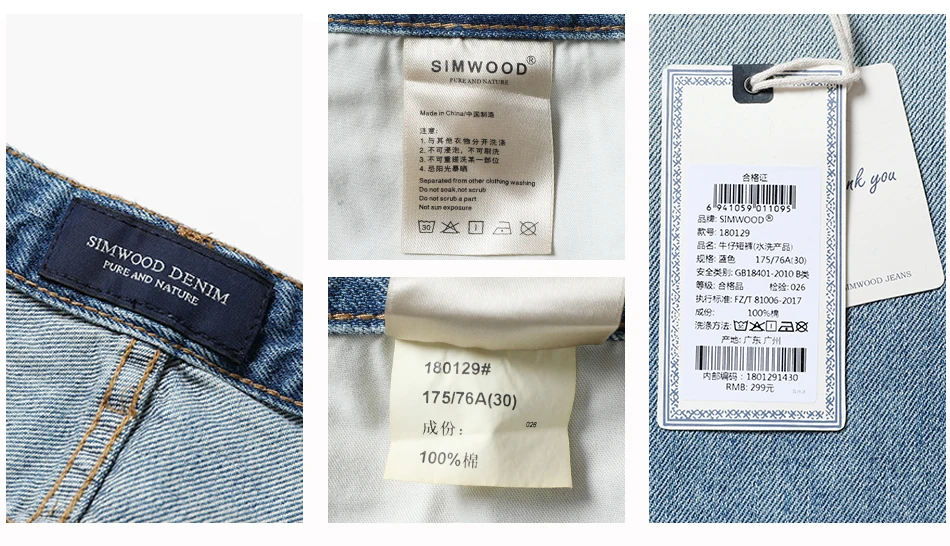 SIMWOOD DENIM
PURE AND NATURE
SIMWOOD®
PURE AND NATURE
Made in China/中国制造
注意:
1. 与其他衣物分开洗涤
2. 不可浸泡，不可刷洗
3. 不可重缝洗某一部位
4. 忌阳光暴晒
Separated from other clothing washing
Do not soak,not scrub
Do not scrub a part
Not sun exposure
30
180129#
175/76A(30)
成份:
028
100%棉
合格证
6 941059 011095
品牌: SIMWOOD®
款号: 180129
品名: 牛仔短裤(水洗产品)
规格: 蓝色 175/76A(30)
安全类别: GB18401-2010 B类
等级: 合格品 检验: 026
执行标准: FZ/T 81006-2017
成份: 100%棉
洗涤方法:
产地: 广东 广州
内部编码: 1801291430
RMB: 299元
you
JEANS